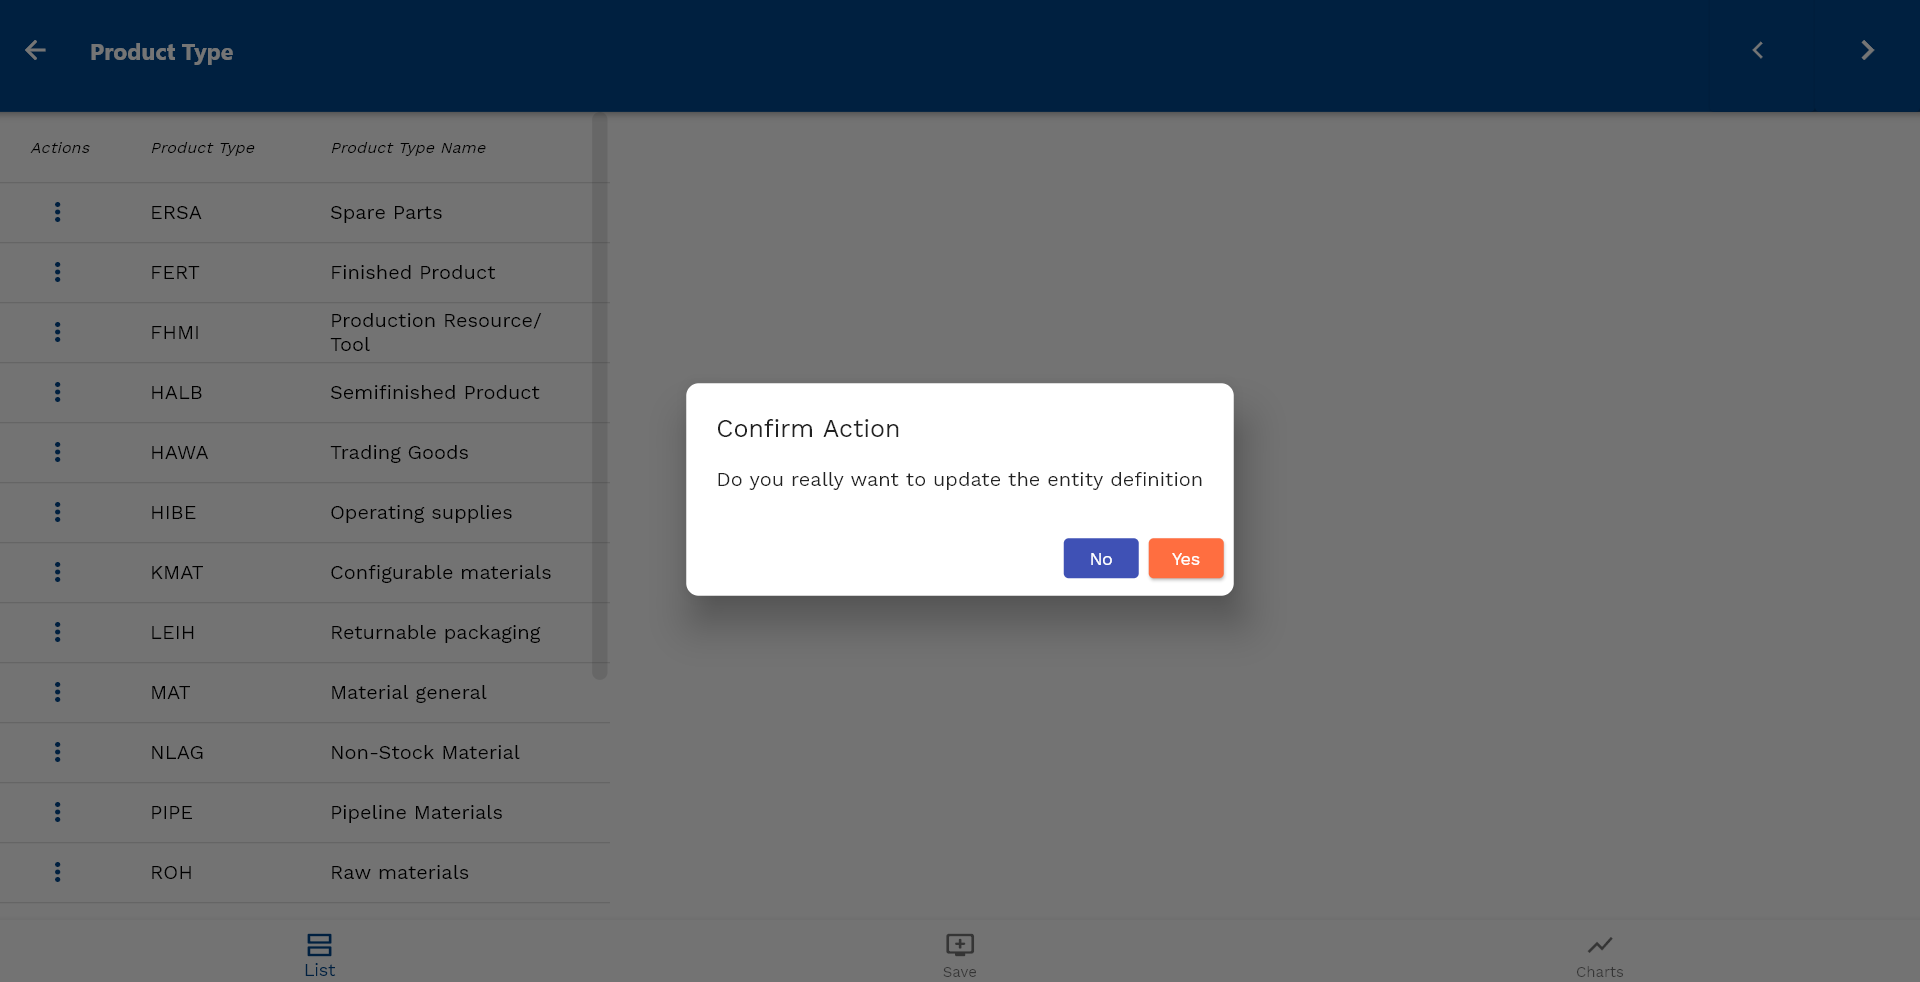 Product Type
Actions Product Type Product Type Name
ERSA Spare Parts
FERT Finished Product
FHMI Production Resource/
Tool
HALB Semifinished Product
HAWA Trading Goods
HIBE Operating supplies
KMAT Configurable materials
LEIH Returnable packaging
MAT Material general
NLAG Non-Stock Material
PIPE Pipeline Materials
ROH Raw materials
Confirm Action
Do you really want to update the entity definition
No Yes
List Save Charts